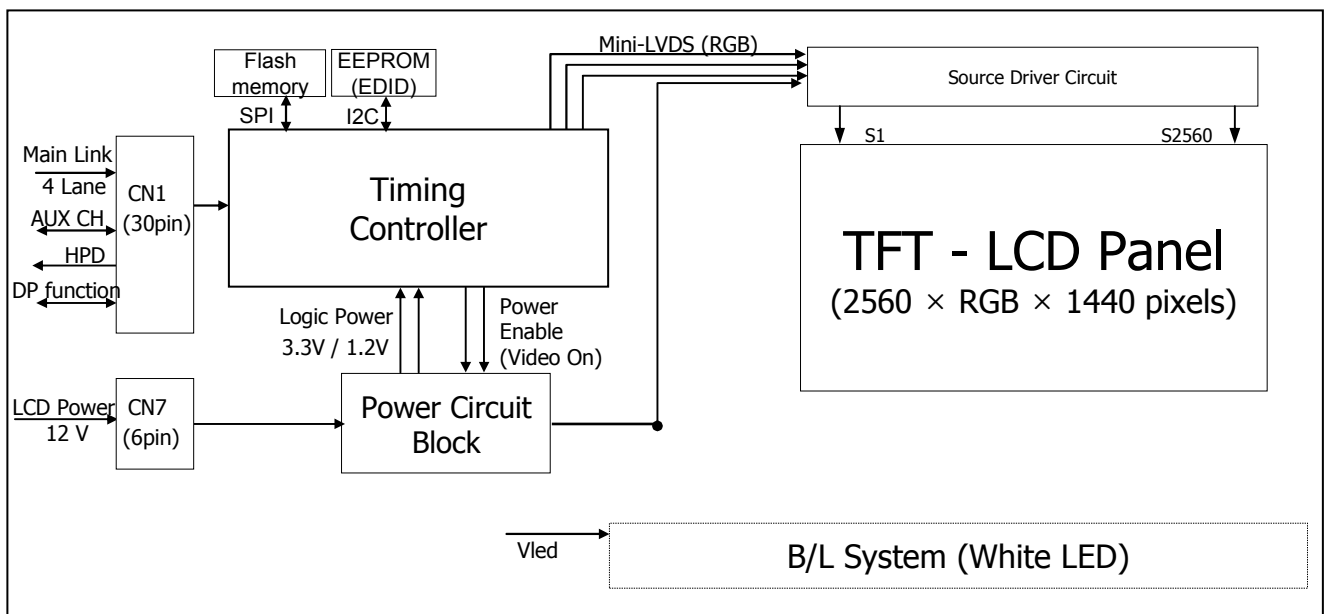 Flash
memory
EEPROM
(EDID)
Mini-LVDS (RGB)
Source Driver Circuit
SPI
I2C
S1
S2560
Main Link
4 Lane
AUX CH
HPD
DP function
CN1
(30pin)
Timing
Controller
TFT - LCD Panel
(2560 × RGB × 1440 pixels)
Logic Power
3.3V / 1.2V
Power
Enable
(Video On)
LCD Power
12 V
CN7
(6pin)
Power Circuit
Block
Vled
B/L System (White LED)